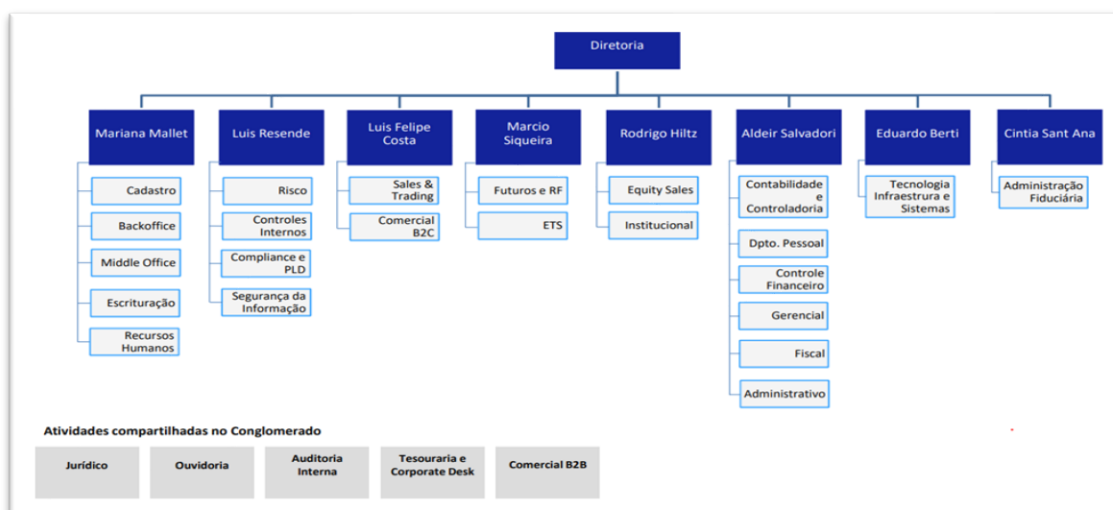 Diretoria
Mariana Mallet
Luis Resende
Luis Felipe
Costa
Marcio
Siqueira
Rodrigo Hiltz
Aldeir Salvadori
Eduardo Berti
Cintia Sant Ana
Cadastro
Backoffice
Middle Office
Escrituração
Recursos
Humanos
Risco
Controles
Internos
Compliance e
PLD
Segurança da
Informação
Sales &
Trading
Comercial
B2C
Futuros e RF
ETS
Equity Sales
Institucional
Contabilidade
e
Controladoria
Dpto. Pessoal
Controle
Financeiro
Gerencial
Fiscal
Administrativo
Tecnologia
Infraestrura e
Sistemas
Administração
Fiduciária
Atividades compartilhadas no Conglomerado
Jurídico
Ouvidoria
Auditoria
Interna
Tesouraria e
Corporate Desk
Comercial B2B